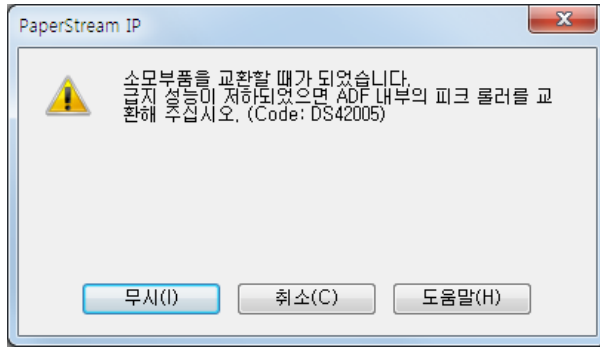 PaperStream IP
소모부품을 교환할 때가 되었습니다.
급지 성능이 저하되었으면 ADF 내부의 피크 롤러를 교
환해 주십시오. (Code: DS42005)
무시(I)
취소(C)
도움말(H)